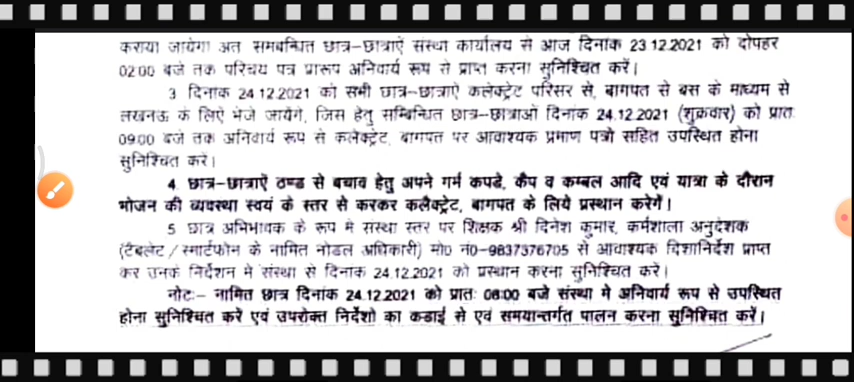 कराया जायेगा अत समबन्धित छात्र-छात्राऐं संस्था कार्यालय से आज दिनांक 23.12.2021 को दोपहर
02:00 बजे तक परिचय पत्र प्रारूप अनिवार्य रूप से प्राप्त करना सुनिश्चित करें।
3 दिनांक 24.12.2021 को सभी छात्र-छात्राऐं कलेक्ट्रेट परिसर से, बागपत से बस के माध्यम से
लखनऊ के लिऐ भेजे जायेंगे, जिस हेतु सम्बिन्धित छात्र-छात्राओं दिनांक 24.12.2021 (शुक्रवार) को प्रातः
09:00 बजे तक अनिवार्य रूप से कलेक्ट्रेट, बागपत पर आवश्यक प्रमाण पत्रो सहित उपस्थित होना
सुनिश्चित करें।
4 छात्र-छात्राऐं ठण्ड से बचाव हेतु अपने गर्म कपडे, कैप व कम्बल आदि एवं यात्रा के दौरान
भोजन की व्यवस्था स्वयं के स्तर से करकर कलैक्ट्रेट, बागपत के लिये प्रस्थान करेगें।
5 छात्र अभिभावक के रूप मे संस्था स्तर पर शिक्षक श्री दिनेश कुमार, कर्मशाला अनुदेशक
(टैबलेट/स्मार्टफोन के नामित नोडल अधिकारी) मो0 नं0-9837376705 से आवश्यक दिशानिर्देश प्राप्त
कर उनके निर्देशन मे संस्था से दिनांक 24.12.2021 को प्रस्थान करना सुनिश्चित करें।
नोटः- नामित छात्र दिनांक 24.12.2021 को प्रातः 08:00 बजे संस्था मे अनिवार्य रूप से उपस्थित
होना सुनिश्चित करें एवं उपरोक्त निर्देशो का कडाई से एवं समयान्तर्गत पालन करना सुनिश्चित करें।